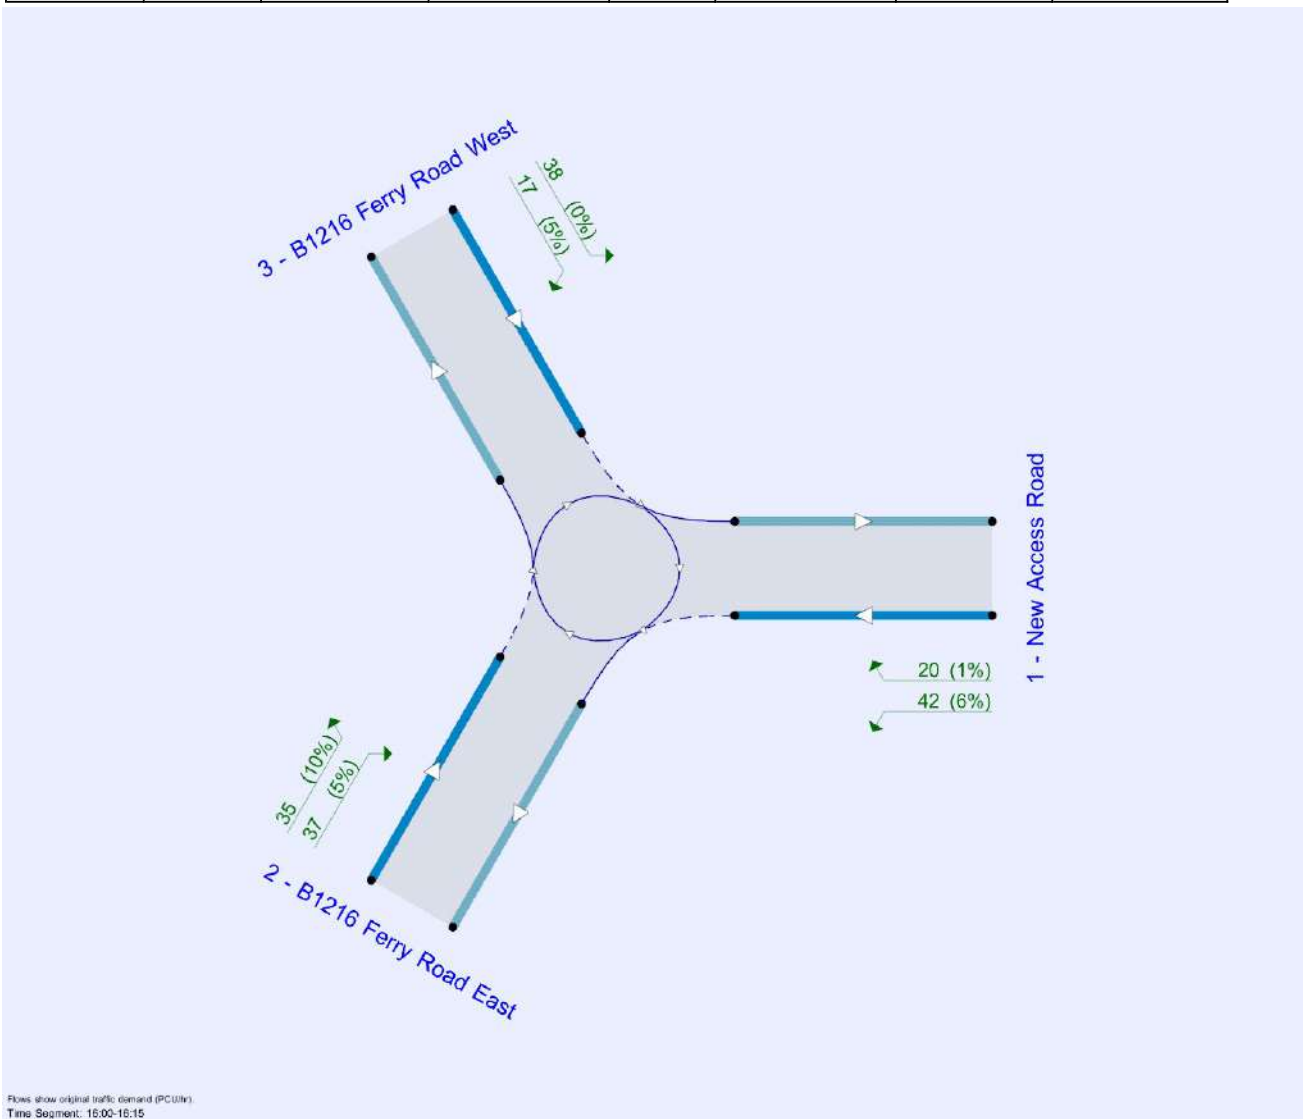 3 - B1216 Ferry Road West
38 (0%)
17 (5%)
1 - New Access Road
20 (1%)
42 (6%)
35 (10%)
37 (5%)
2 - B1216 Ferry Road East
Flows show original traffic demand (PCU/hr).
Time Segment: 16:00-16:15